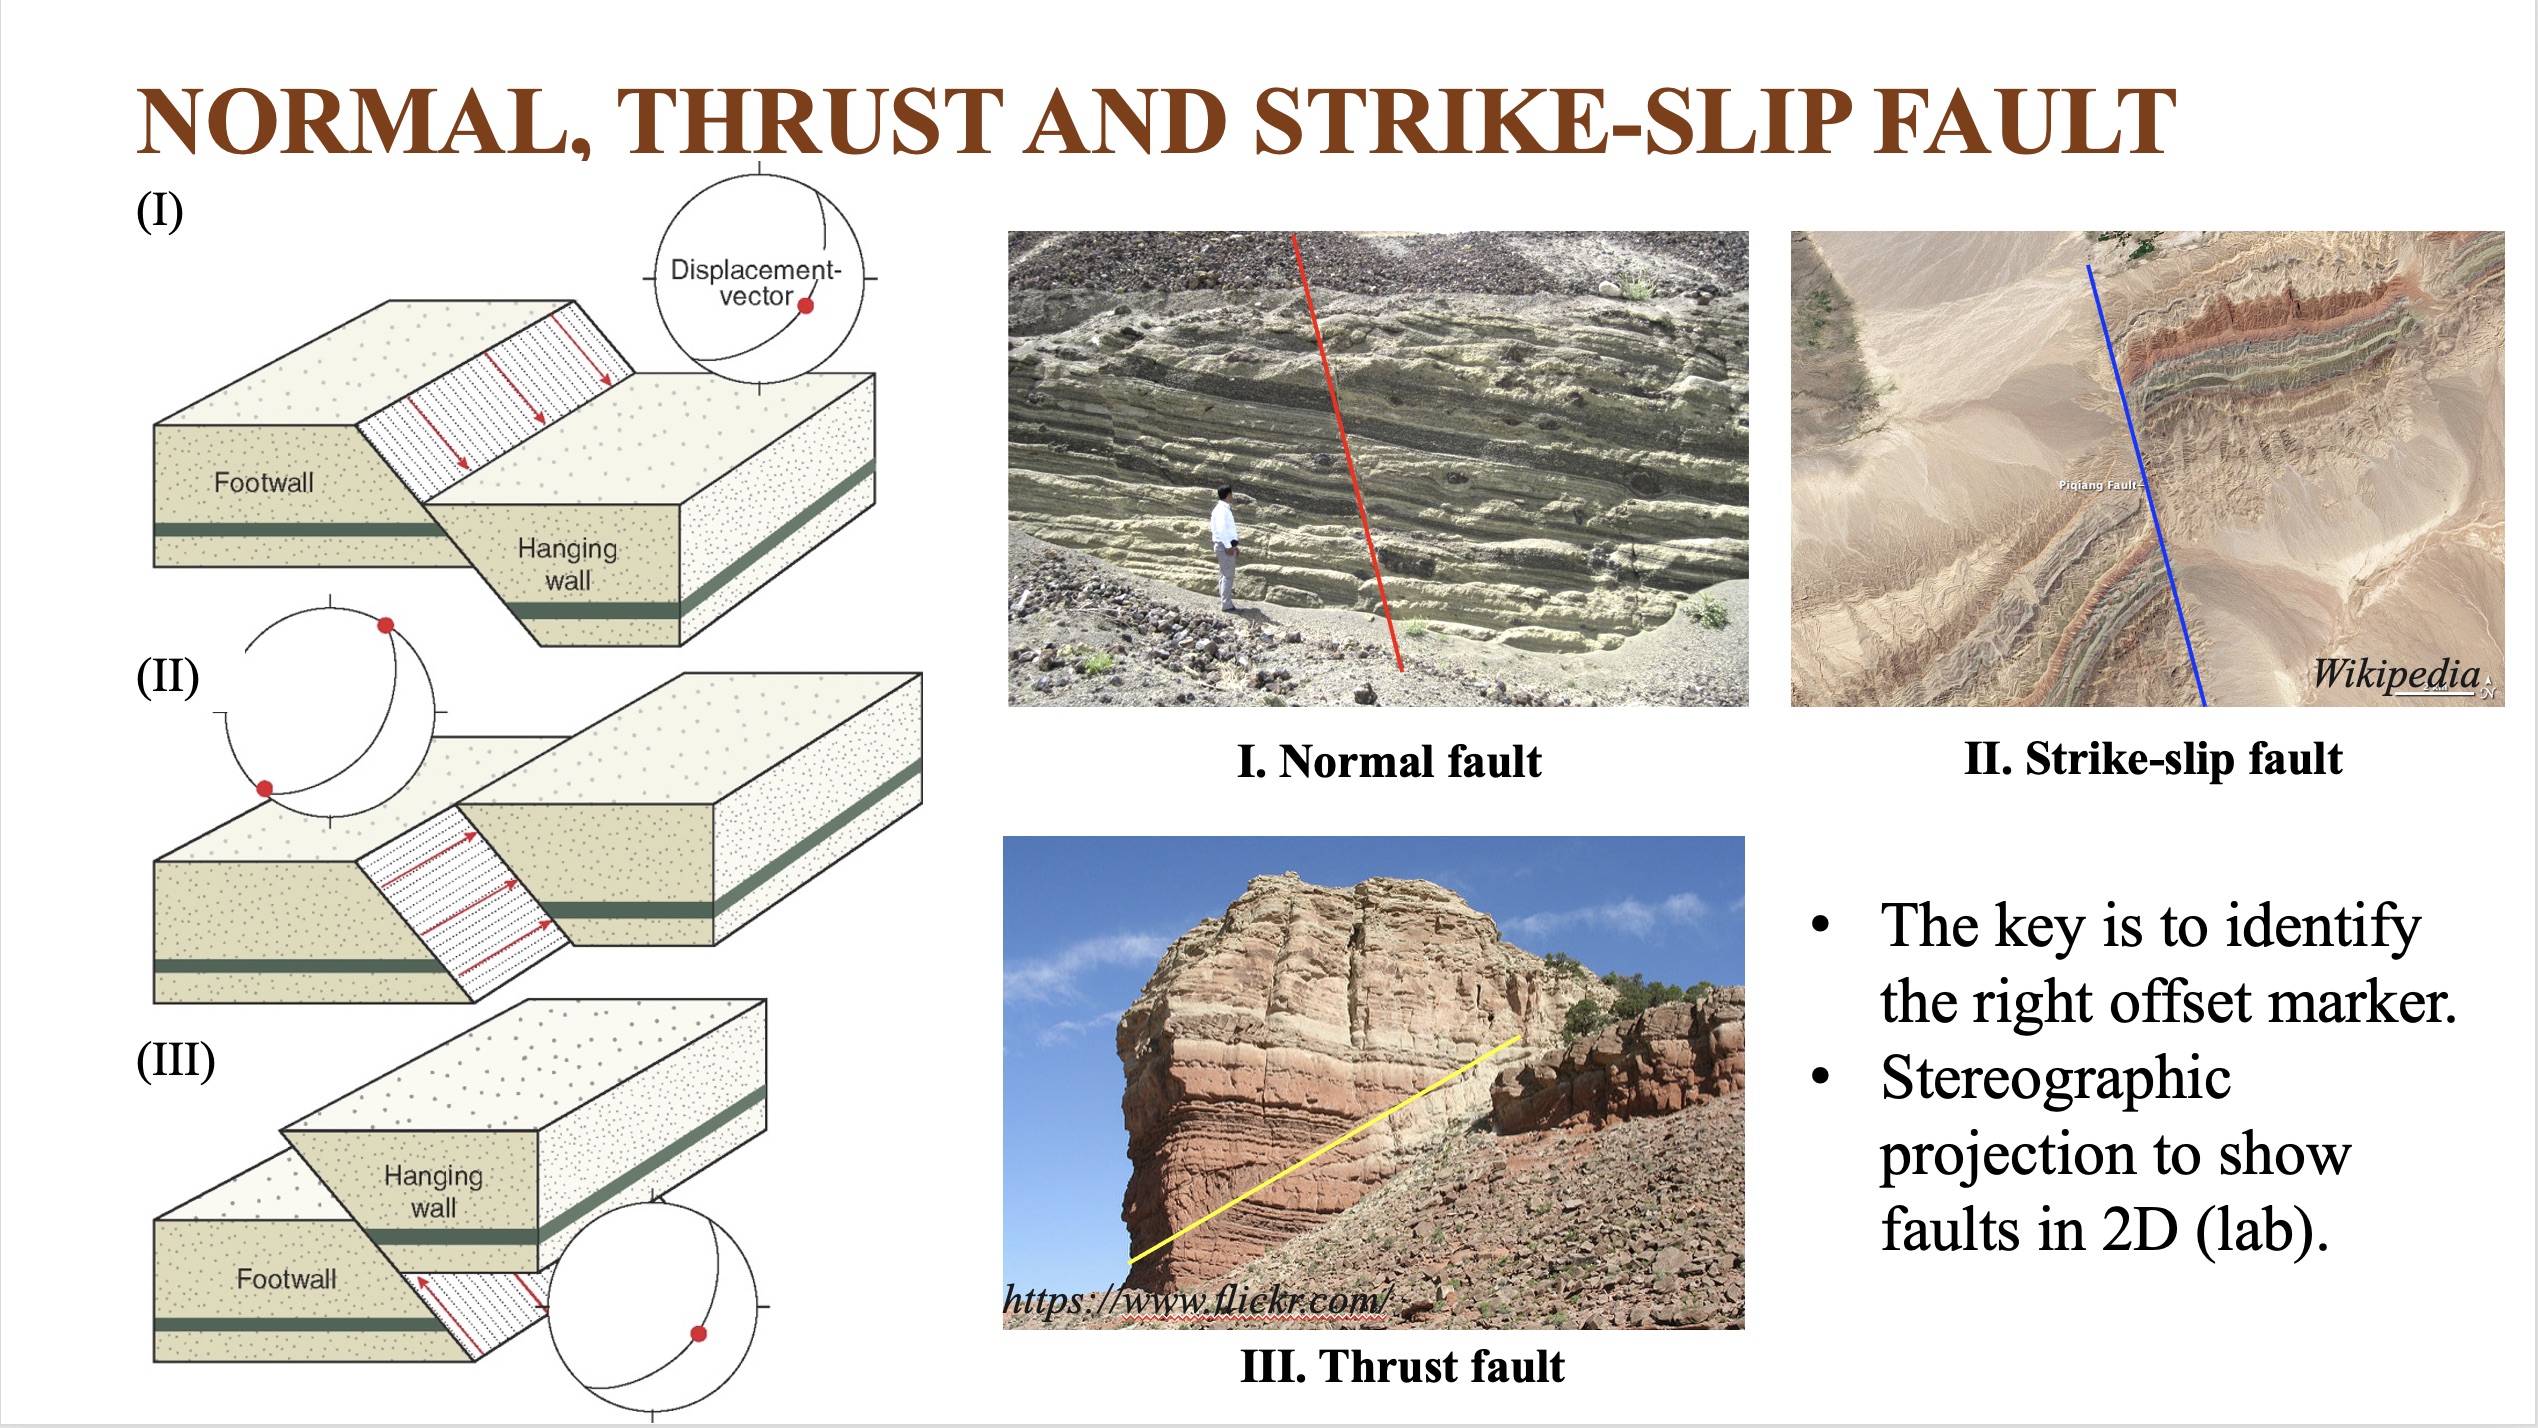 NORMAL, THRUST AND STRIKE-SLIP FAULT
(I)
Displacement-
vector
Footwall
Hanging
wall
(II)
(III)
Hanging
wall
Footwall
I. Normal fault
Piqiang Fault
Wikipedia
2 km
N
II. Strike-slip fault
https://www.flickr.com/
III. Thrust fault
• The key is to identify
the right offset marker.
• Stereographic
projection to show
faults in 2D (lab).